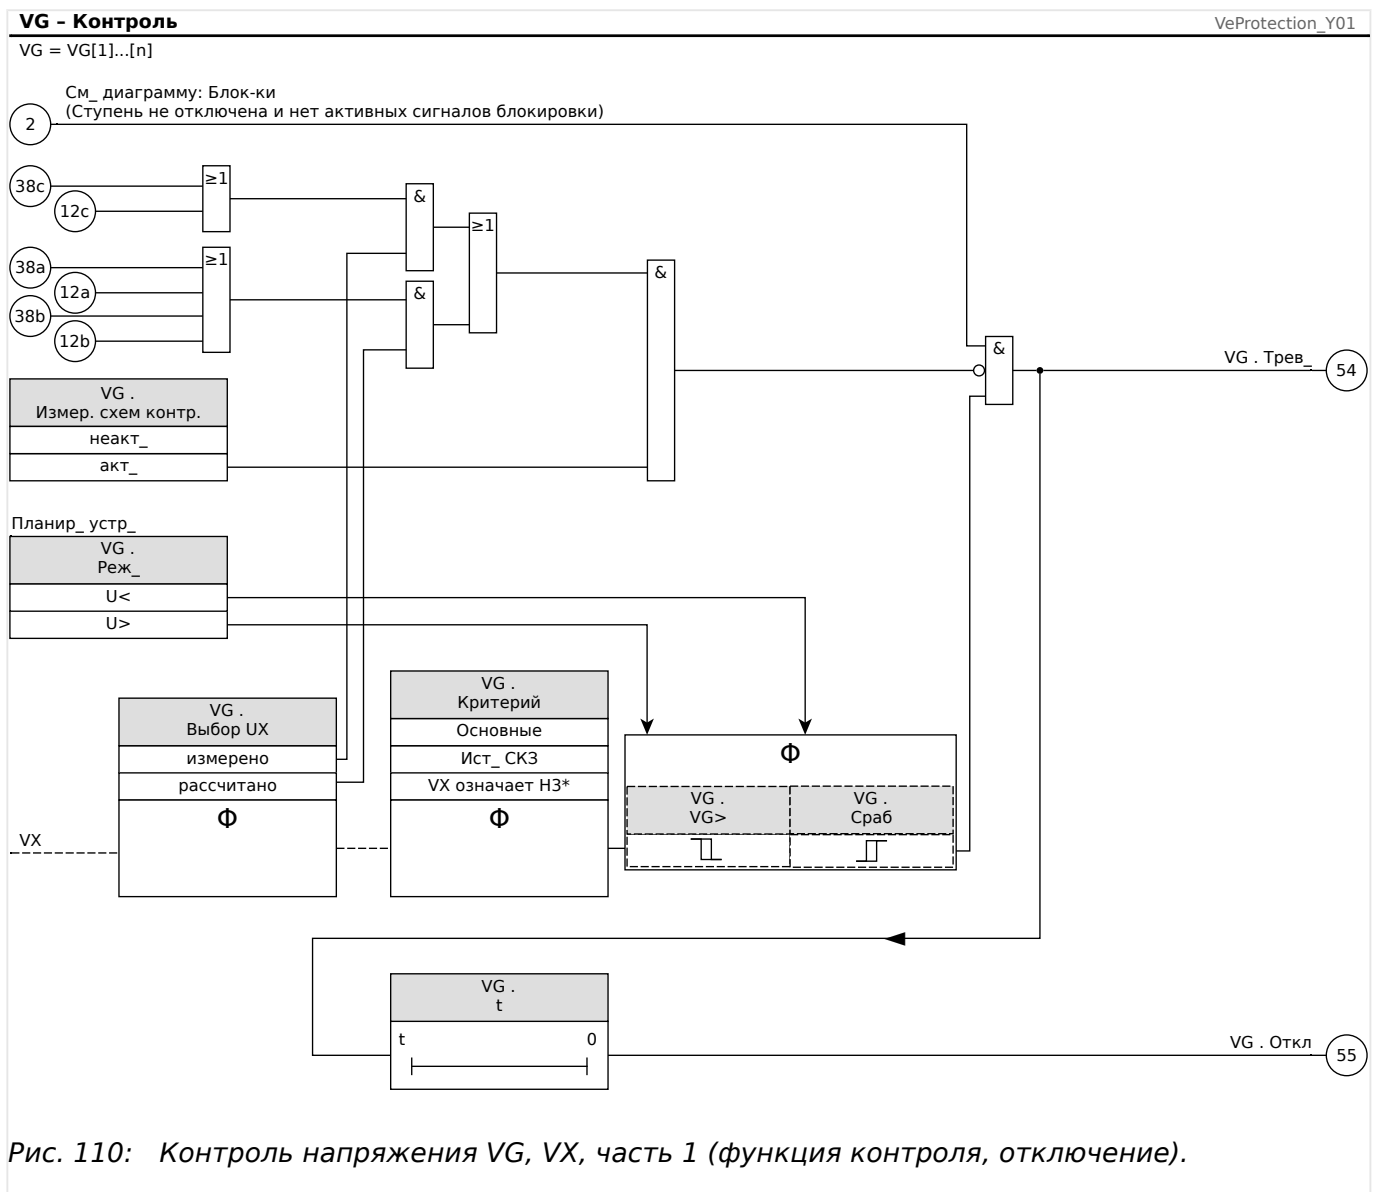 VG – Контроль
VeProtection_Y01
VG = VG[1]...[n]
См_ диаграмму: Блок-ки
(Ступень не отключена и нет активных сигналов блокировки)
2
38c
12c
≥1
&
≥1
38a
12a
38b
12b
≥1
&
&
&
VG . Трев_
54
VG .
Измер. схем контр.
неакт_
акт_
Планир_ устр_
VG .
Реж_
U<
U>
VG .
Выбор UX
измерено
рассчитано
Φ
VX
VG .
Критерий
Основные
Ист_ СКЗ
VX означает НЗ*
Φ
Φ
VG .
VG>
VG .
Сраб
VG .
t
t
0
VG . Откл
55
Рис. 110: Контроль напряжения VG, VX, часть 1 (функция контроля, отключение).